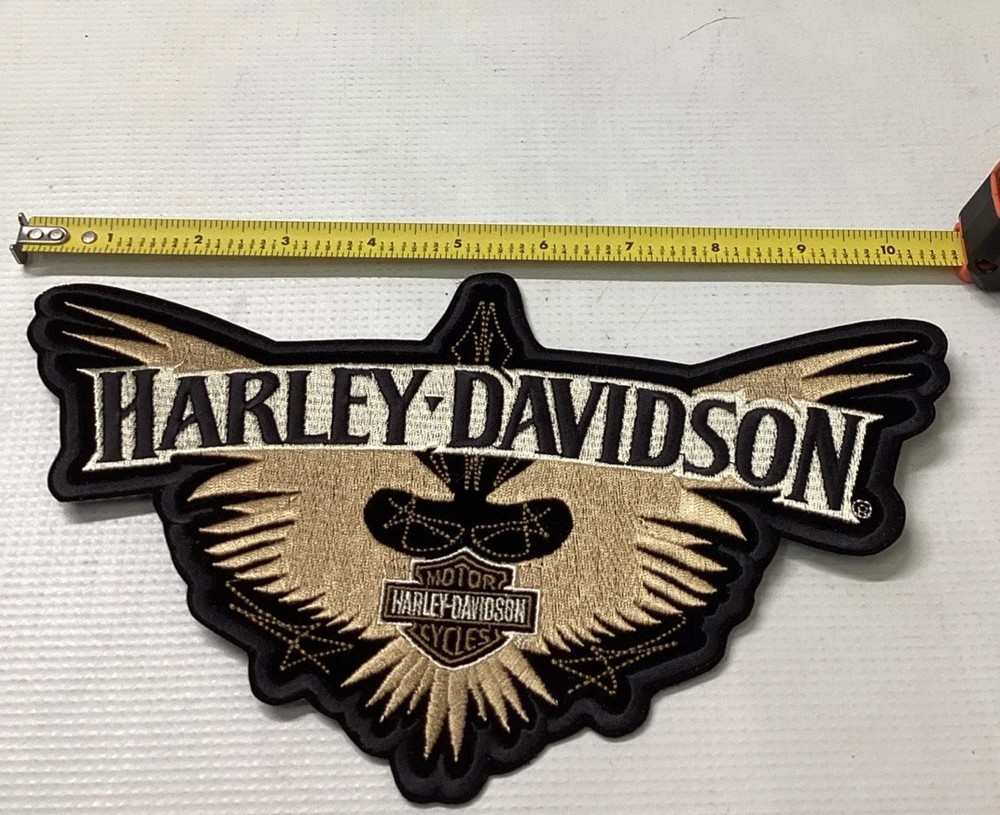 1 2 3 4 5 6 7 8 9 10
HARLEY-DAVIDSON®
MOTOR
HARLEY-DAVIDSON
CYCLES